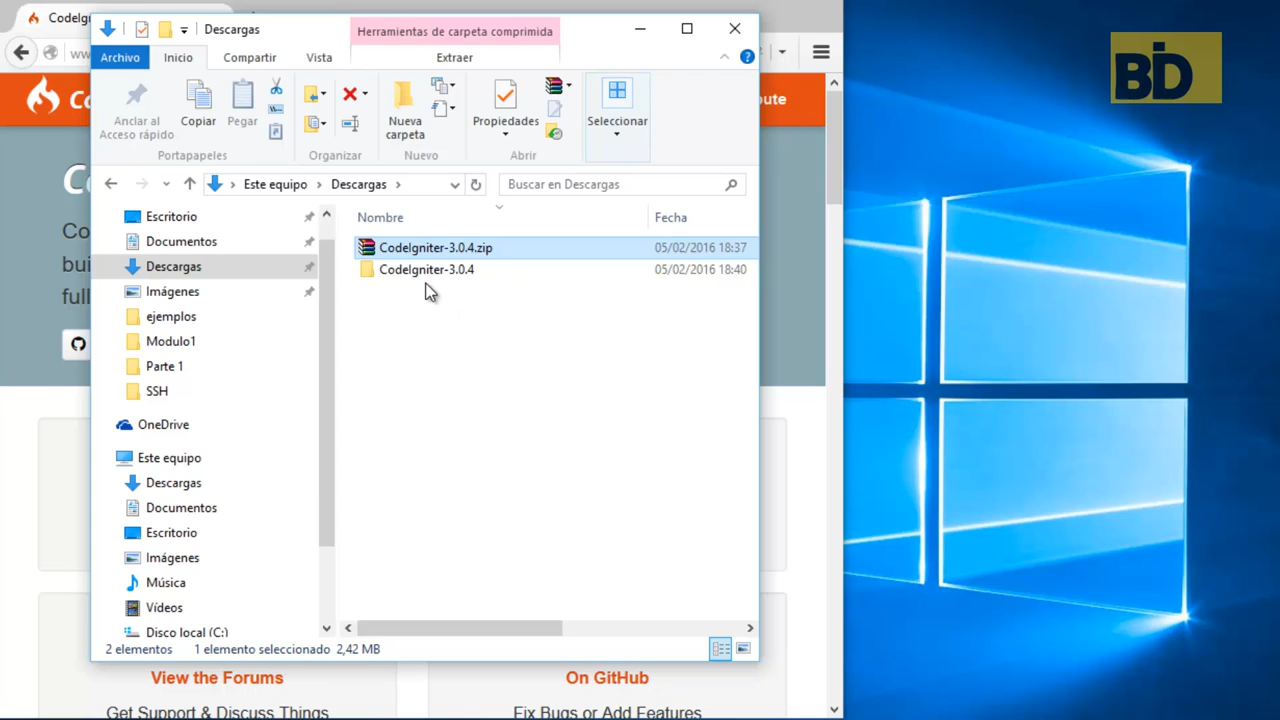 CodeIg
Descargas
Herramientas de carpeta comprimida
Archivo
Inicio
Compartir
Vista
Extraer
Anclar al
Acceso rápido
Copiar
Pegar
Nueva
carpeta
Propiedades
Seleccionar
Portapapeles
Organizar
Nuevo
Abrir
BID
Este equipo
Descargas
Buscar en Descargas
Nombre
Fecha
CodeIgniter-3.0.4.zip
05/02/2016 18:37
CodeIgniter-3.0.4
05/02/2016 18:40
Escritorio
Documentos
Descargas
Imágenes
ejemplos
Modulo1
Parte 1
SSH
OneDrive
Este equipo
Descargas
Documentos
Escritorio
Imágenes
Música
Vídeos
Disco local (C:)
2 elementos
1 elemento seleccionado 2,42 MB
View the Forums
On GitHub
Get Support & Discuss Things
Fix Bugs or Add Features